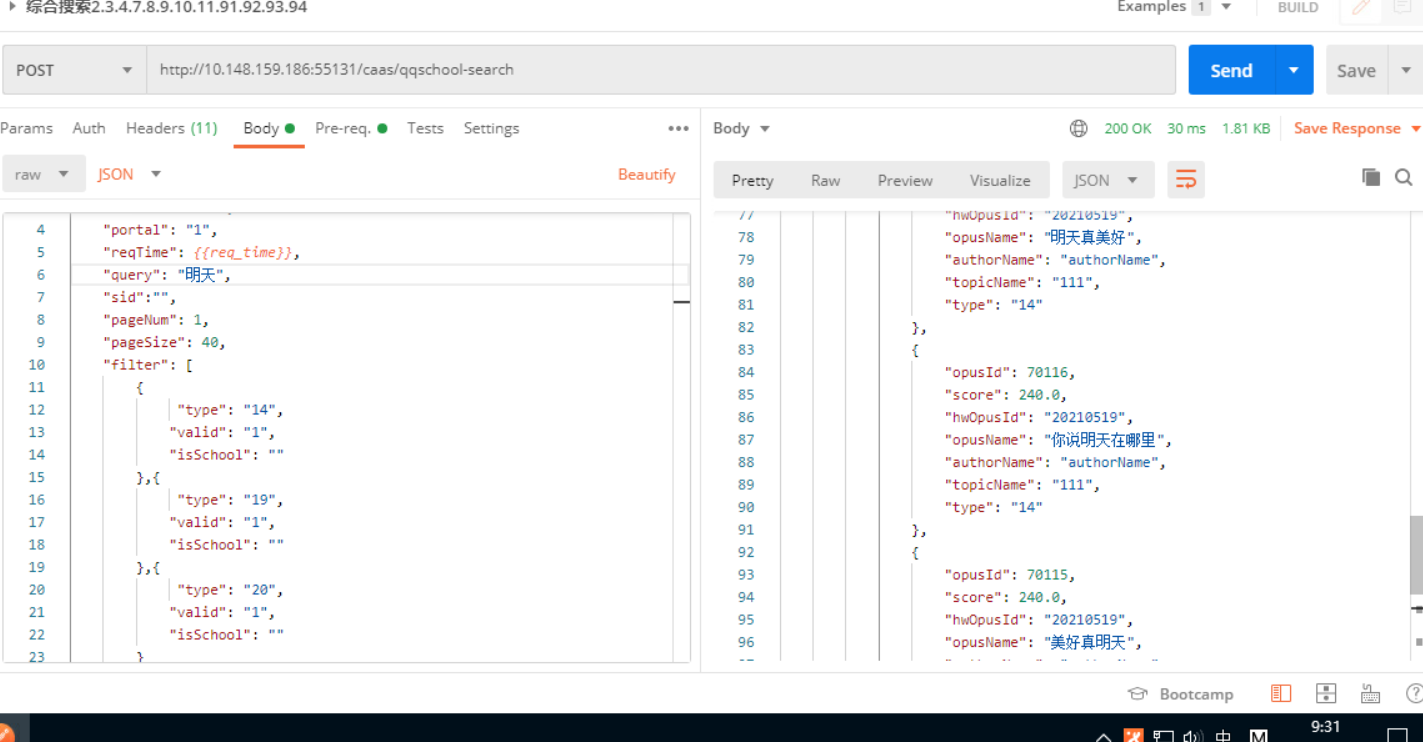 综合搜索2.3.4.7.8.9.10.11.91.92.93.94
Examples 1
BUILD
POST
http://10.148.159.186:55131/caas/qqschool-search
Send
Save
Params Auth Headers (11) Body Pre-req. Tests Settings
raw JSON
Beautify
4 "portal": "1",
5 "reqTime": {{req_time}},
6 "query": "明天",
7 "sid":"",
8 "pageNum": 1,
9 "pageSize": 40,
10 "filter": [
11 {
12 "type": "14",
13 "valid": "1",
14 "isSchool": ""
15 },{
16 "type": "19",
17 "valid": "1",
18 "isSchool": ""
19 },{
20 "type": "20",
21 "valid": "1",
22 "isSchool": ""
23 }
Body
200 OK 30 ms 1.81 KB Save Response
Pretty Raw Preview Visualize JSON
77 "hwOpusId": "20210519",
78 "opusName": "明天真美好",
79 "authorName": "authorName",
80 "topicName": "111",
81 "type": "14"
82 },
83 {
84 "opusId": 70116,
85 "score": 240.0,
86 "hwOpusId": "20210519",
87 "opusName": "你说明天在哪里",
88 "authorName": "authorName",
89 "topicName": "111",
90 "type": "14"
91 },
92 {
93 "opusId": 70115,
94 "score": 240.0,
95 "hwOpusId": "20210519",
96 "opusName": "美好真明天",
Bootcamp
中 M
9:31